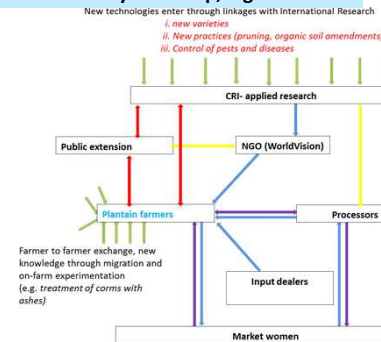 New technologies enter through linkages with International Research
i. new varieties
ii. New practices (pruning, organic soil amendments,
iii. Control of pests and diseases
CRI- applied research
Public extension
NGO (WorldVision)
Plantain farmers
Processors
Farmer to farmer exchange, new
knowledge through migration and
on-farm experimentation
(e.g. treatment of corms with
ashes)
Input dealers
Market women